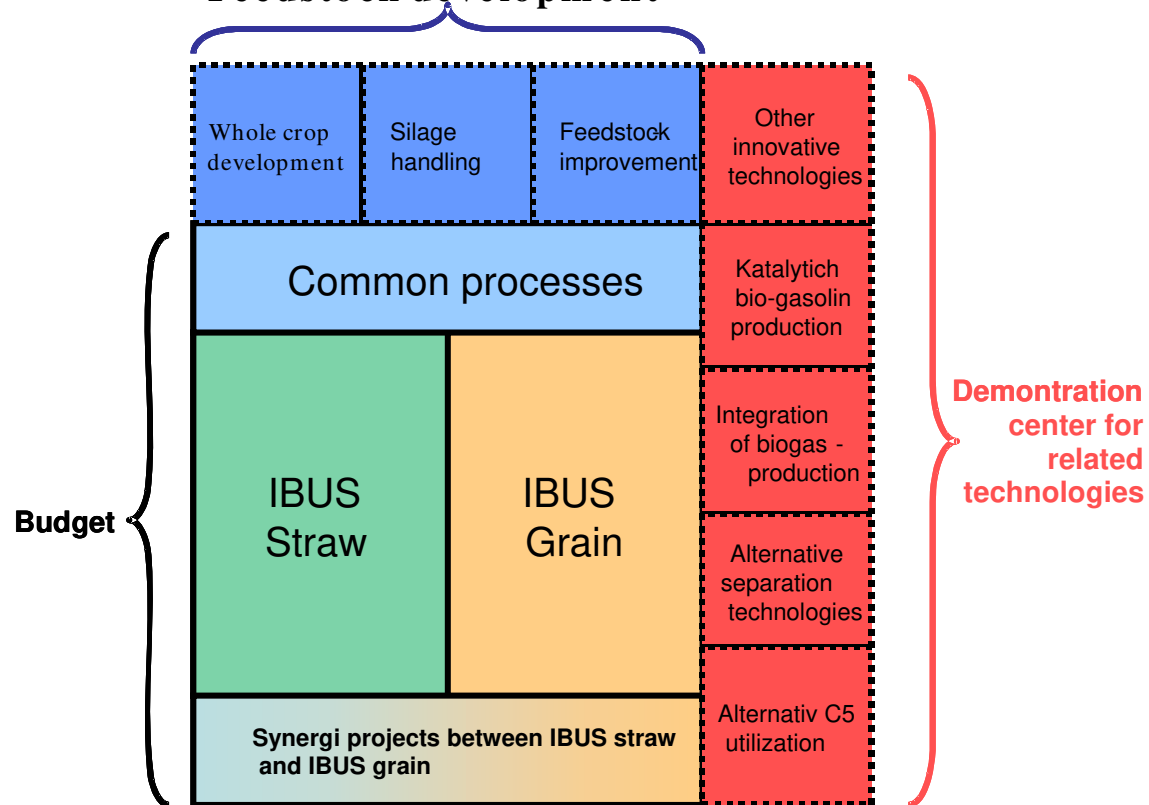 Feedstock development
Whole crop
development
Silage
handling
Feedstock
improvement
Other
innovative
technologies
Common processes
Katalytich
bio-gasolin
production
Integration
of biogas -
production
Demontration
center for
related
technologies
Budget
IBUS
Straw
IBUS
Grain
Alternative
separation
technologies
Synergi projects between IBUS straw
and IBUS grain
Alternativ C5
utilization